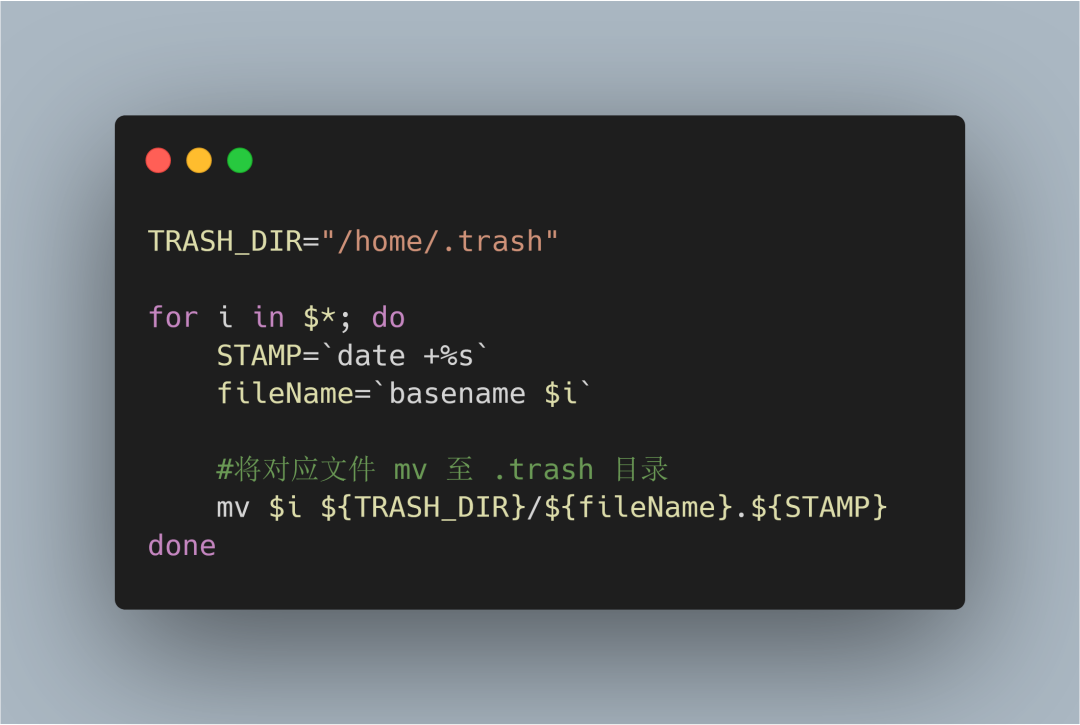 TRASH_DIR="/home/.trash"
for i in $*; do
STAMP=`date +%s`
fileName=`basename $i`
#将对应文件 mv 至 .trash 目录
mv $i ${TRASH_DIR}/${fileName}.${STAMP}
done